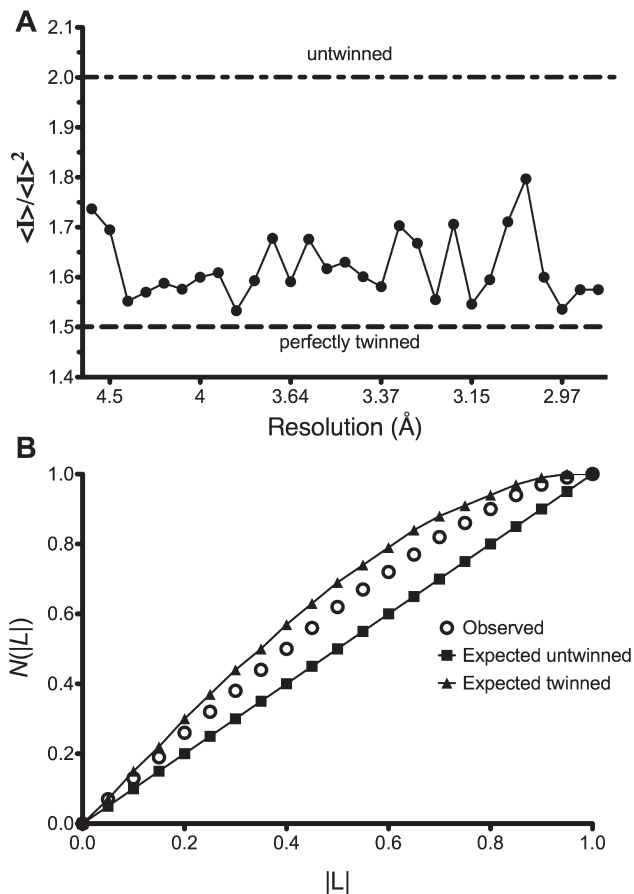 A
2.1
untwinned
2.0
1.9
<I>/<I>²
1.8
1.7
1.6
1.5
perfectly twinned
1.4
4.5 4 3.64 3.37 3.15 2.97
Resolution (Å)
B
1.0
0.8
N(|L|)
0.6
Observed
Expected untwinned
0.4
Expected twinned
0.2
0.0
0.0 0.2 0.4 0.6 0.8 1.0
|L|